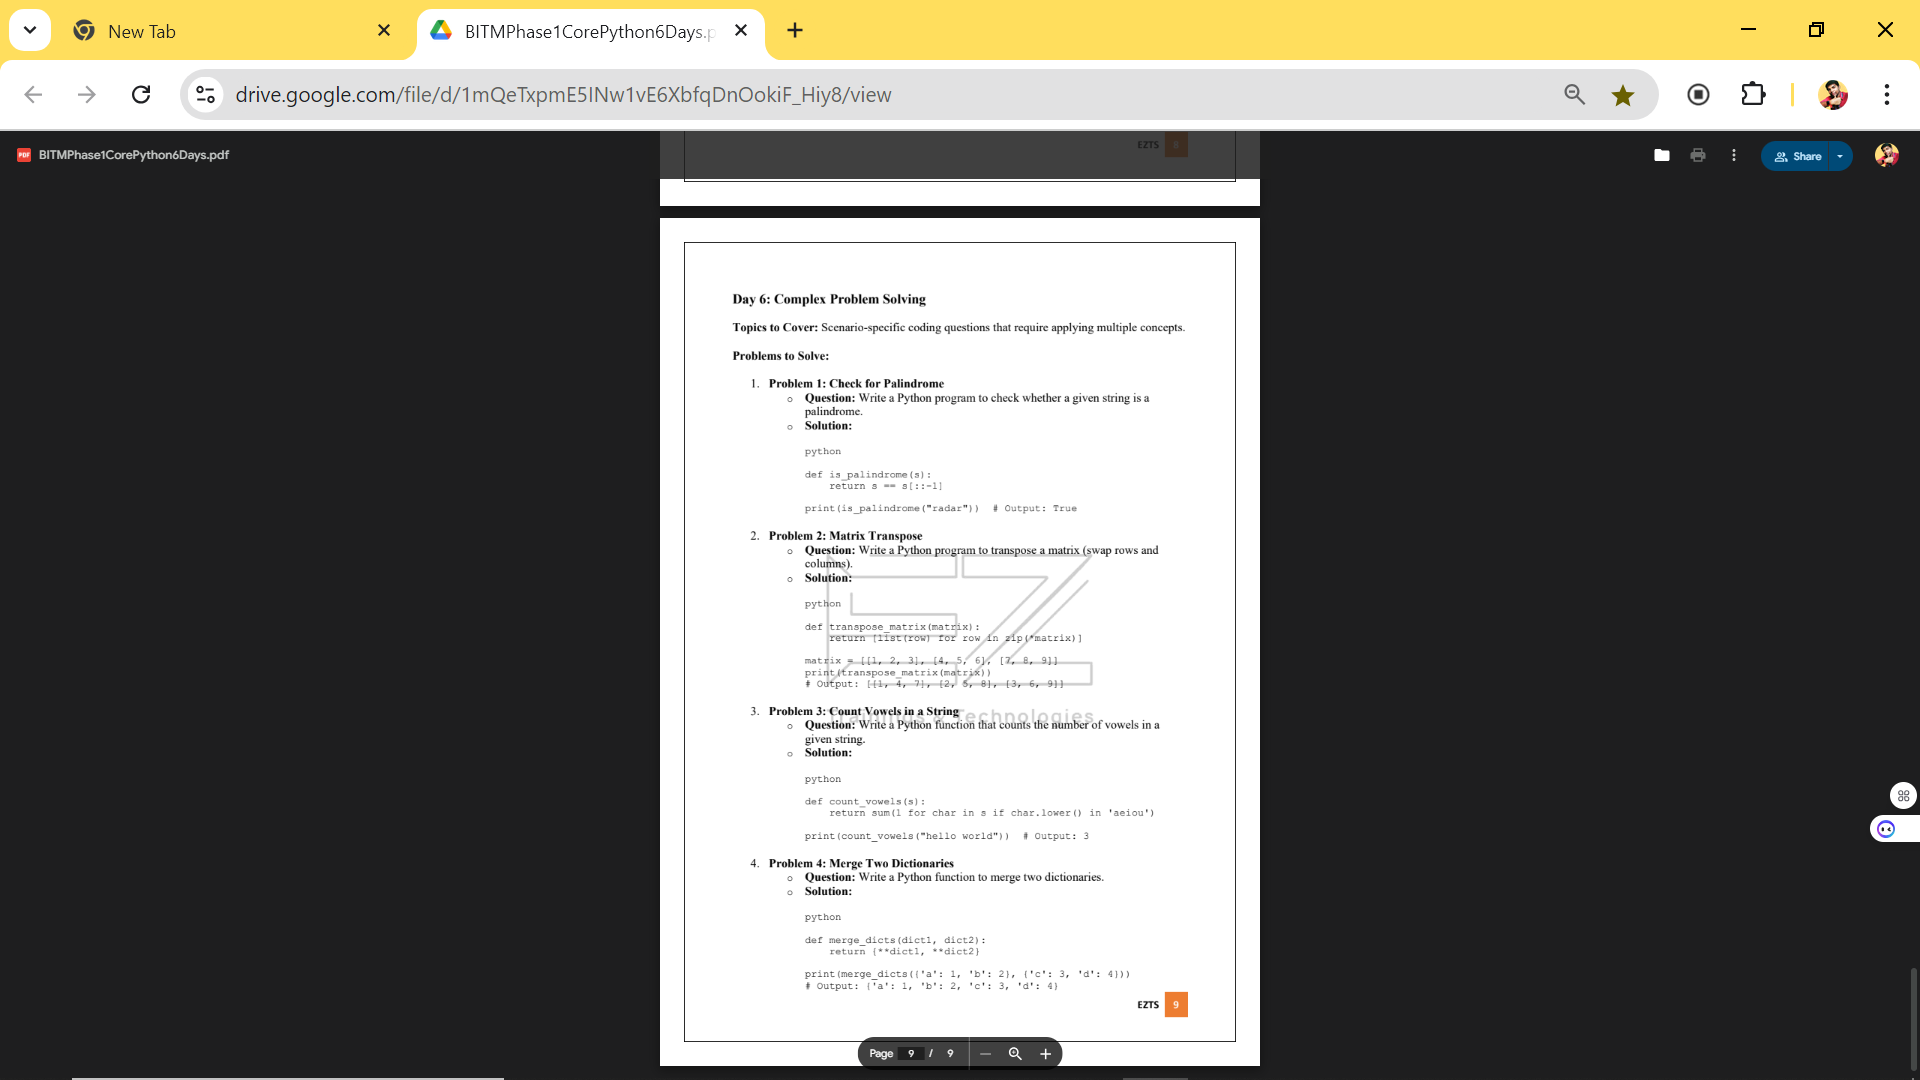 New Tab
BITMPhase1CorePython6Days.p
drive.google.com/file/d/1mQeTxpmE5INw1vE6XbfqDnOokiF_Hiy8/view
PDF BITMPhase1CorePython6Days.pdf
Share
EZTS 8
Day 6: Complex Problem Solving
Topics to Cover: Scenario-specific coding questions that require applying multiple concepts.
Problems to Solve:
1. Problem 1: Check for Palindrome
o Question: Write a Python program to check whether a given string is a
palindrome.
o Solution:
python
def is_palindrome(s):
return s == s[::-1]
print(is_palindrome("radar")) # Output: True
2. Problem 2: Matrix Transpose
o Question: Write a Python program to transpose a matrix (swap rows and
columns).
o Solution:
python
def transpose_matrix(matrix):
return [list(row) for row in zip(*matrix)]
matrix = [[1, 2, 3], [4, 5, 6], [7, 8, 9]]
print(transpose_matrix(matrix))
# Output: [[1, 4, 7], [2, 5, 8], [3, 6, 9]]
EZ
Trainings & Technologies
3. Problem 3: Count Vowels in a String
o Question: Write a Python function that counts the number of vowels in a
given string.
o Solution:
python
def count_vowels(s):
return sum(1 for char in s if char.lower() in 'aeiou')
print(count_vowels("hello world")) # Output: 3
4. Problem 4: Merge Two Dictionaries
o Question: Write a Python function to merge two dictionaries.
o Solution:
python
def merge_dicts(dict1, dict2):
return {**dict1, **dict2}
print(merge_dicts({'a': 1, 'b': 2}, {'c': 3, 'd': 4}))
# Output: {'a': 1, 'b': 2, 'c': 3, 'd': 4}
EZTS 9
Page 9 / 9